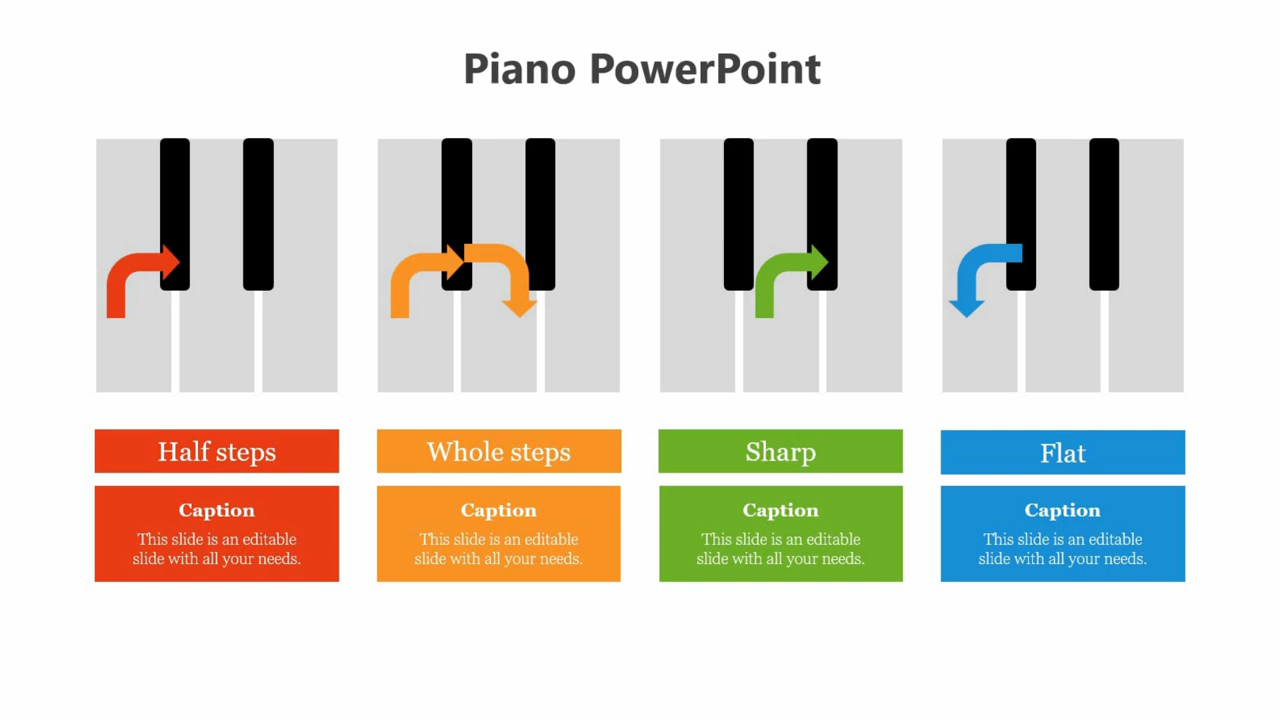 Piano PowerPoint
Half steps
Whole steps
Sharp
Flat
Caption
This slide is an editable
slide with all your needs.
Caption
This slide is an editable
slide with all your needs.
Caption
This slide is an editable
slide with all your needs.
Caption
This slide is an editable
slide with all your needs.